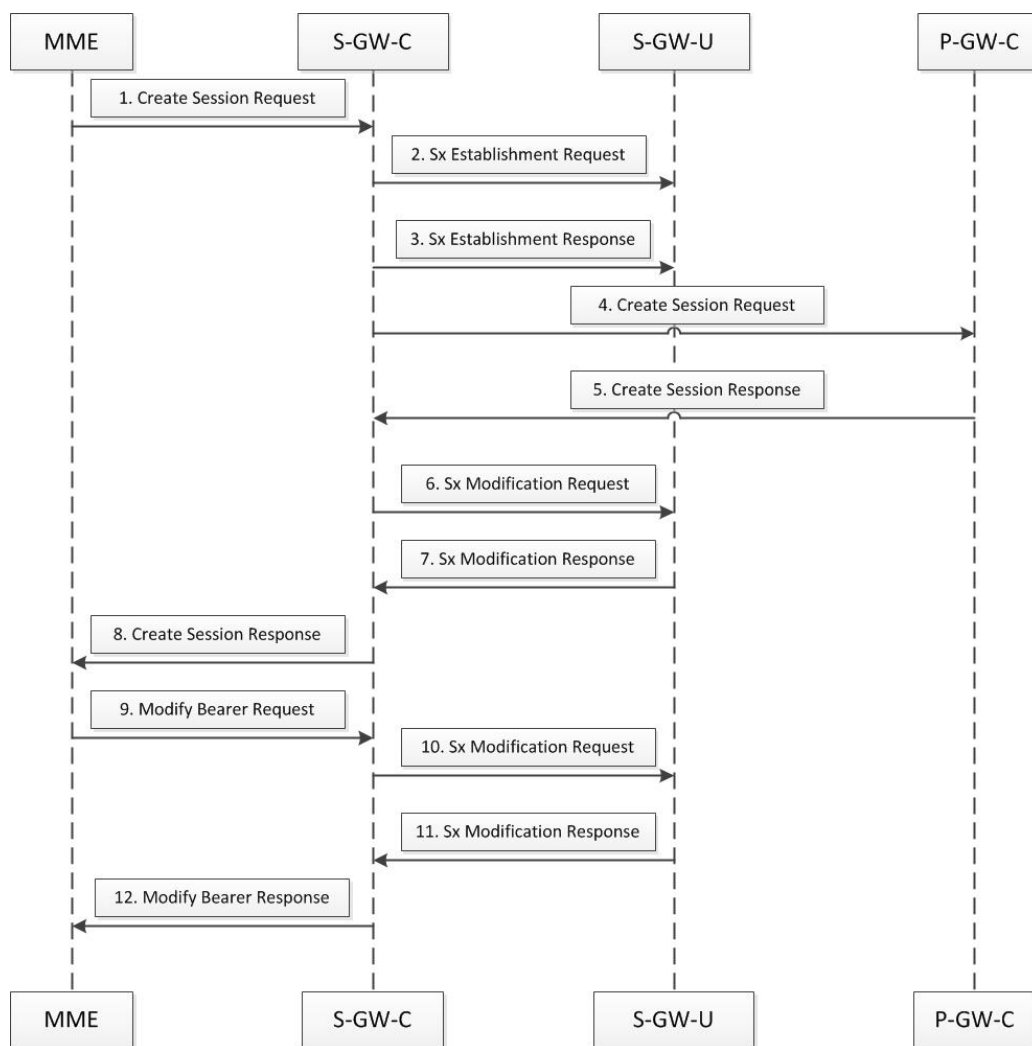 MME
S-GW-C
S-GW-U
P-GW-C
1. Create Session Request
2. Sx Establishment Request
3. Sx Establishment Response
4. Create Session Request
5. Create Session Response
6. Sx Modification Request
7. Sx Modification Response
8. Create Session Response
9. Modify Bearer Request
10. Sx Modification Request
11. Sx Modification Response
12. Modify Bearer Response
MME
S-GW-C
S-GW-U
P-GW-C